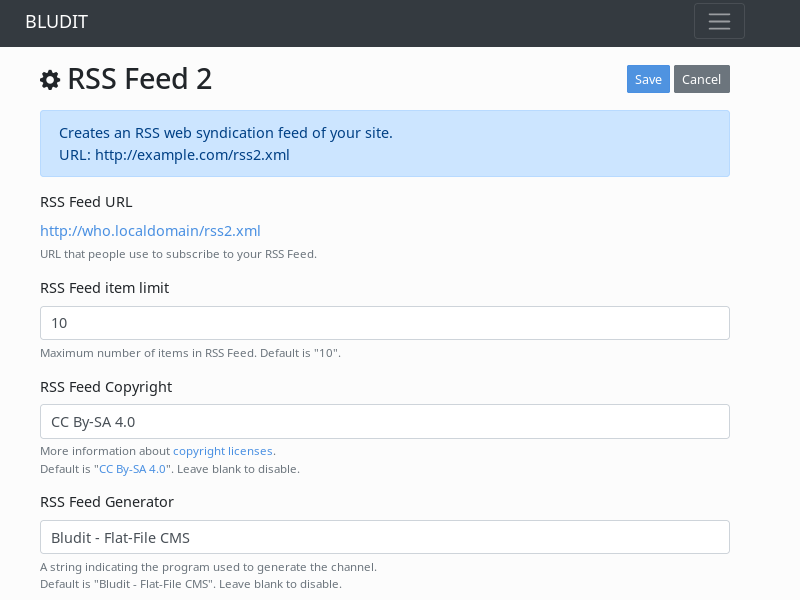 BLUDIT
RSS Feed 2
Save
Cancel
Creates an RSS web syndication feed of your site.
URL: http://example.com/rss2.xml
RSS Feed URL
http://who.localdomain/rss2.xml
URL that people use to subscribe to your RSS Feed.
RSS Feed item limit
10
Maximum number of items in RSS Feed. Default is "10".
RSS Feed Copyright
CC By-SA 4.0
More information about copyright licenses.
Default is "CC By-SA 4.0". Leave blank to disable.
RSS Feed Generator
Bludit - Flat-File CMS
A string indicating the program used to generate the channel.
Default is "Bludit - Flat-File CMS". Leave blank to disable.